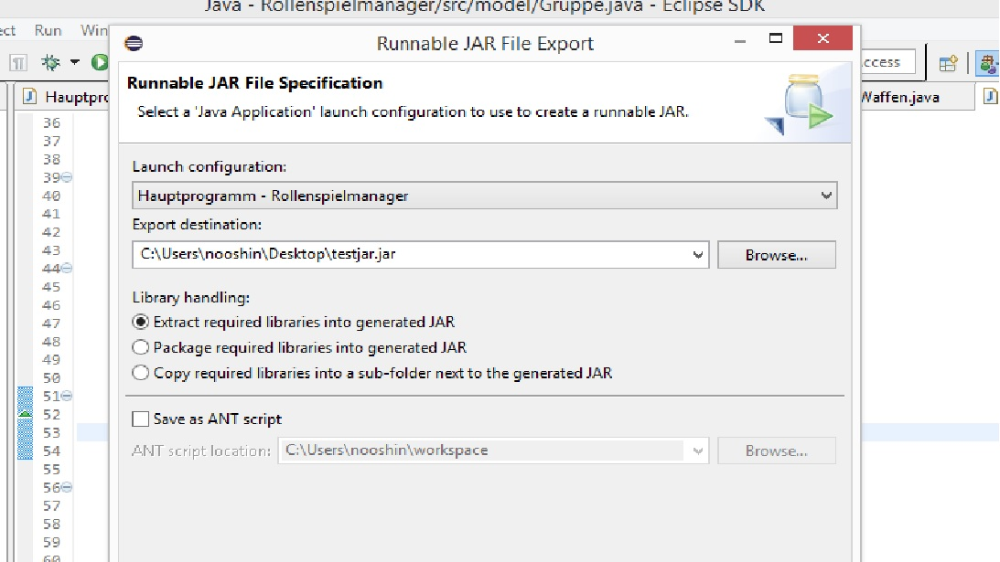 Java - Rollenspielmanager/src/model/Gruppe.java - Eclipse SDK
Run
Runnable JAR File Export
Runnable JAR File Specification
Select a 'Java Application' launch configuration to use to create a runnable JAR.
Waffen.java
36
37
38
39
40
41
42
43
44
45
46
47
48
49
50
51
52
53
54
55
56
57
58
59
60
Launch configuration:
Hauptprogramm - Rollenspielmanager
Export destination:
C:\Users\nooshin\Desktop\testjar.jar
Browse...
Library handling:
Extract required libraries into generated JAR
Package required libraries into generated JAR
Copy required libraries into a sub-folder next to the generated JAR
Save as ANT script
ANT script location:
C:\Users\nooshin\workspace
Browse...